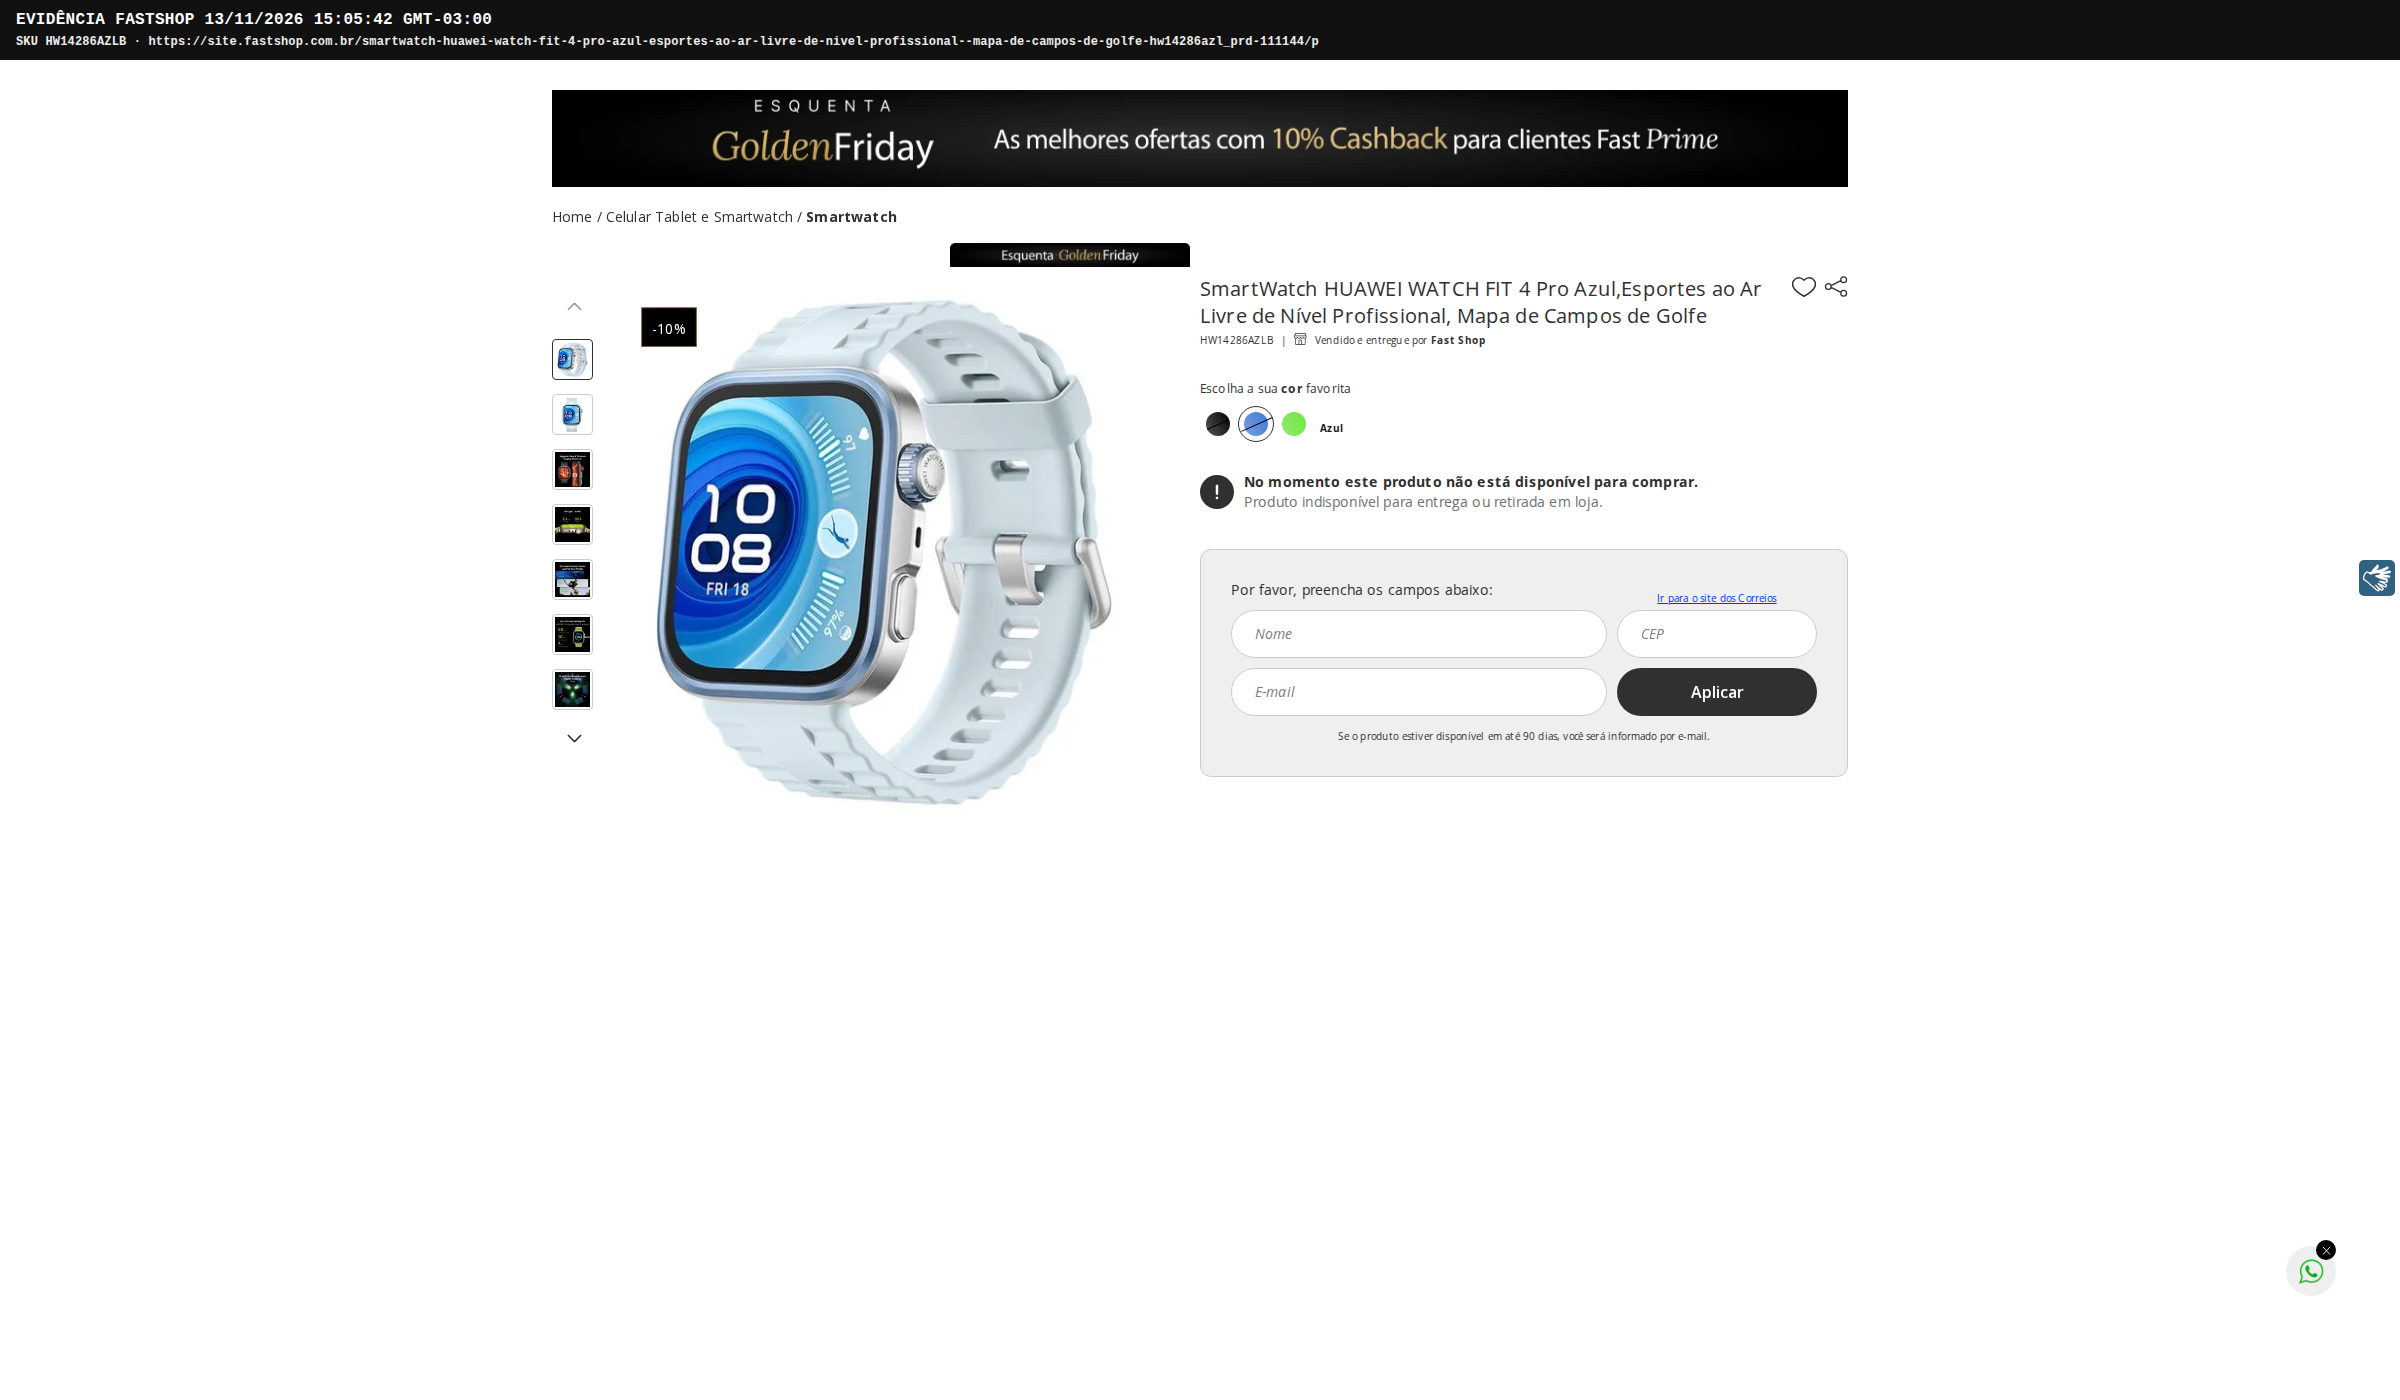 EVIDÊNCIA FASTSHOP 13/11/2026 15:05:42 GMT-03:00
SKU HW14286AZLB · https://site.fastshop.com.br/smartwatch-huawei-watch-fit-4-pro-azul-esportes-ao-ar-livre-de-nivel-profissional--mapa-de-campos-de-golfe-hw14286azl_prd-111144/p
ESQUENTA
GoldenFriday
As melhores ofertas com 10% Cashback para clientes Fast Prime
Home / Celular Tablet e Smartwatch / Smartwatch
Esquenta GoldenFriday
SmartWatch HUAWEI WATCH FIT 4 Pro Azul,Esportes ao Ar
Livre de Nível Profissional, Mapa de Campos de Golfe
HW14286AZLB | Vendido e entregue por Fast Shop
-10%
10
08
FRI 18
97
97%
Escolha a sua cor favorita
Azul
No momento este produto não está disponível para comprar.
Produto indisponível para entrega ou retirada em loja.
Por favor, preencha os campos abaixo:
Ir para o site dos Correios
Nome
CEP
E-mail
Aplicar
Se o produto estiver disponível em até 90 dias, você será informado por e-mail.